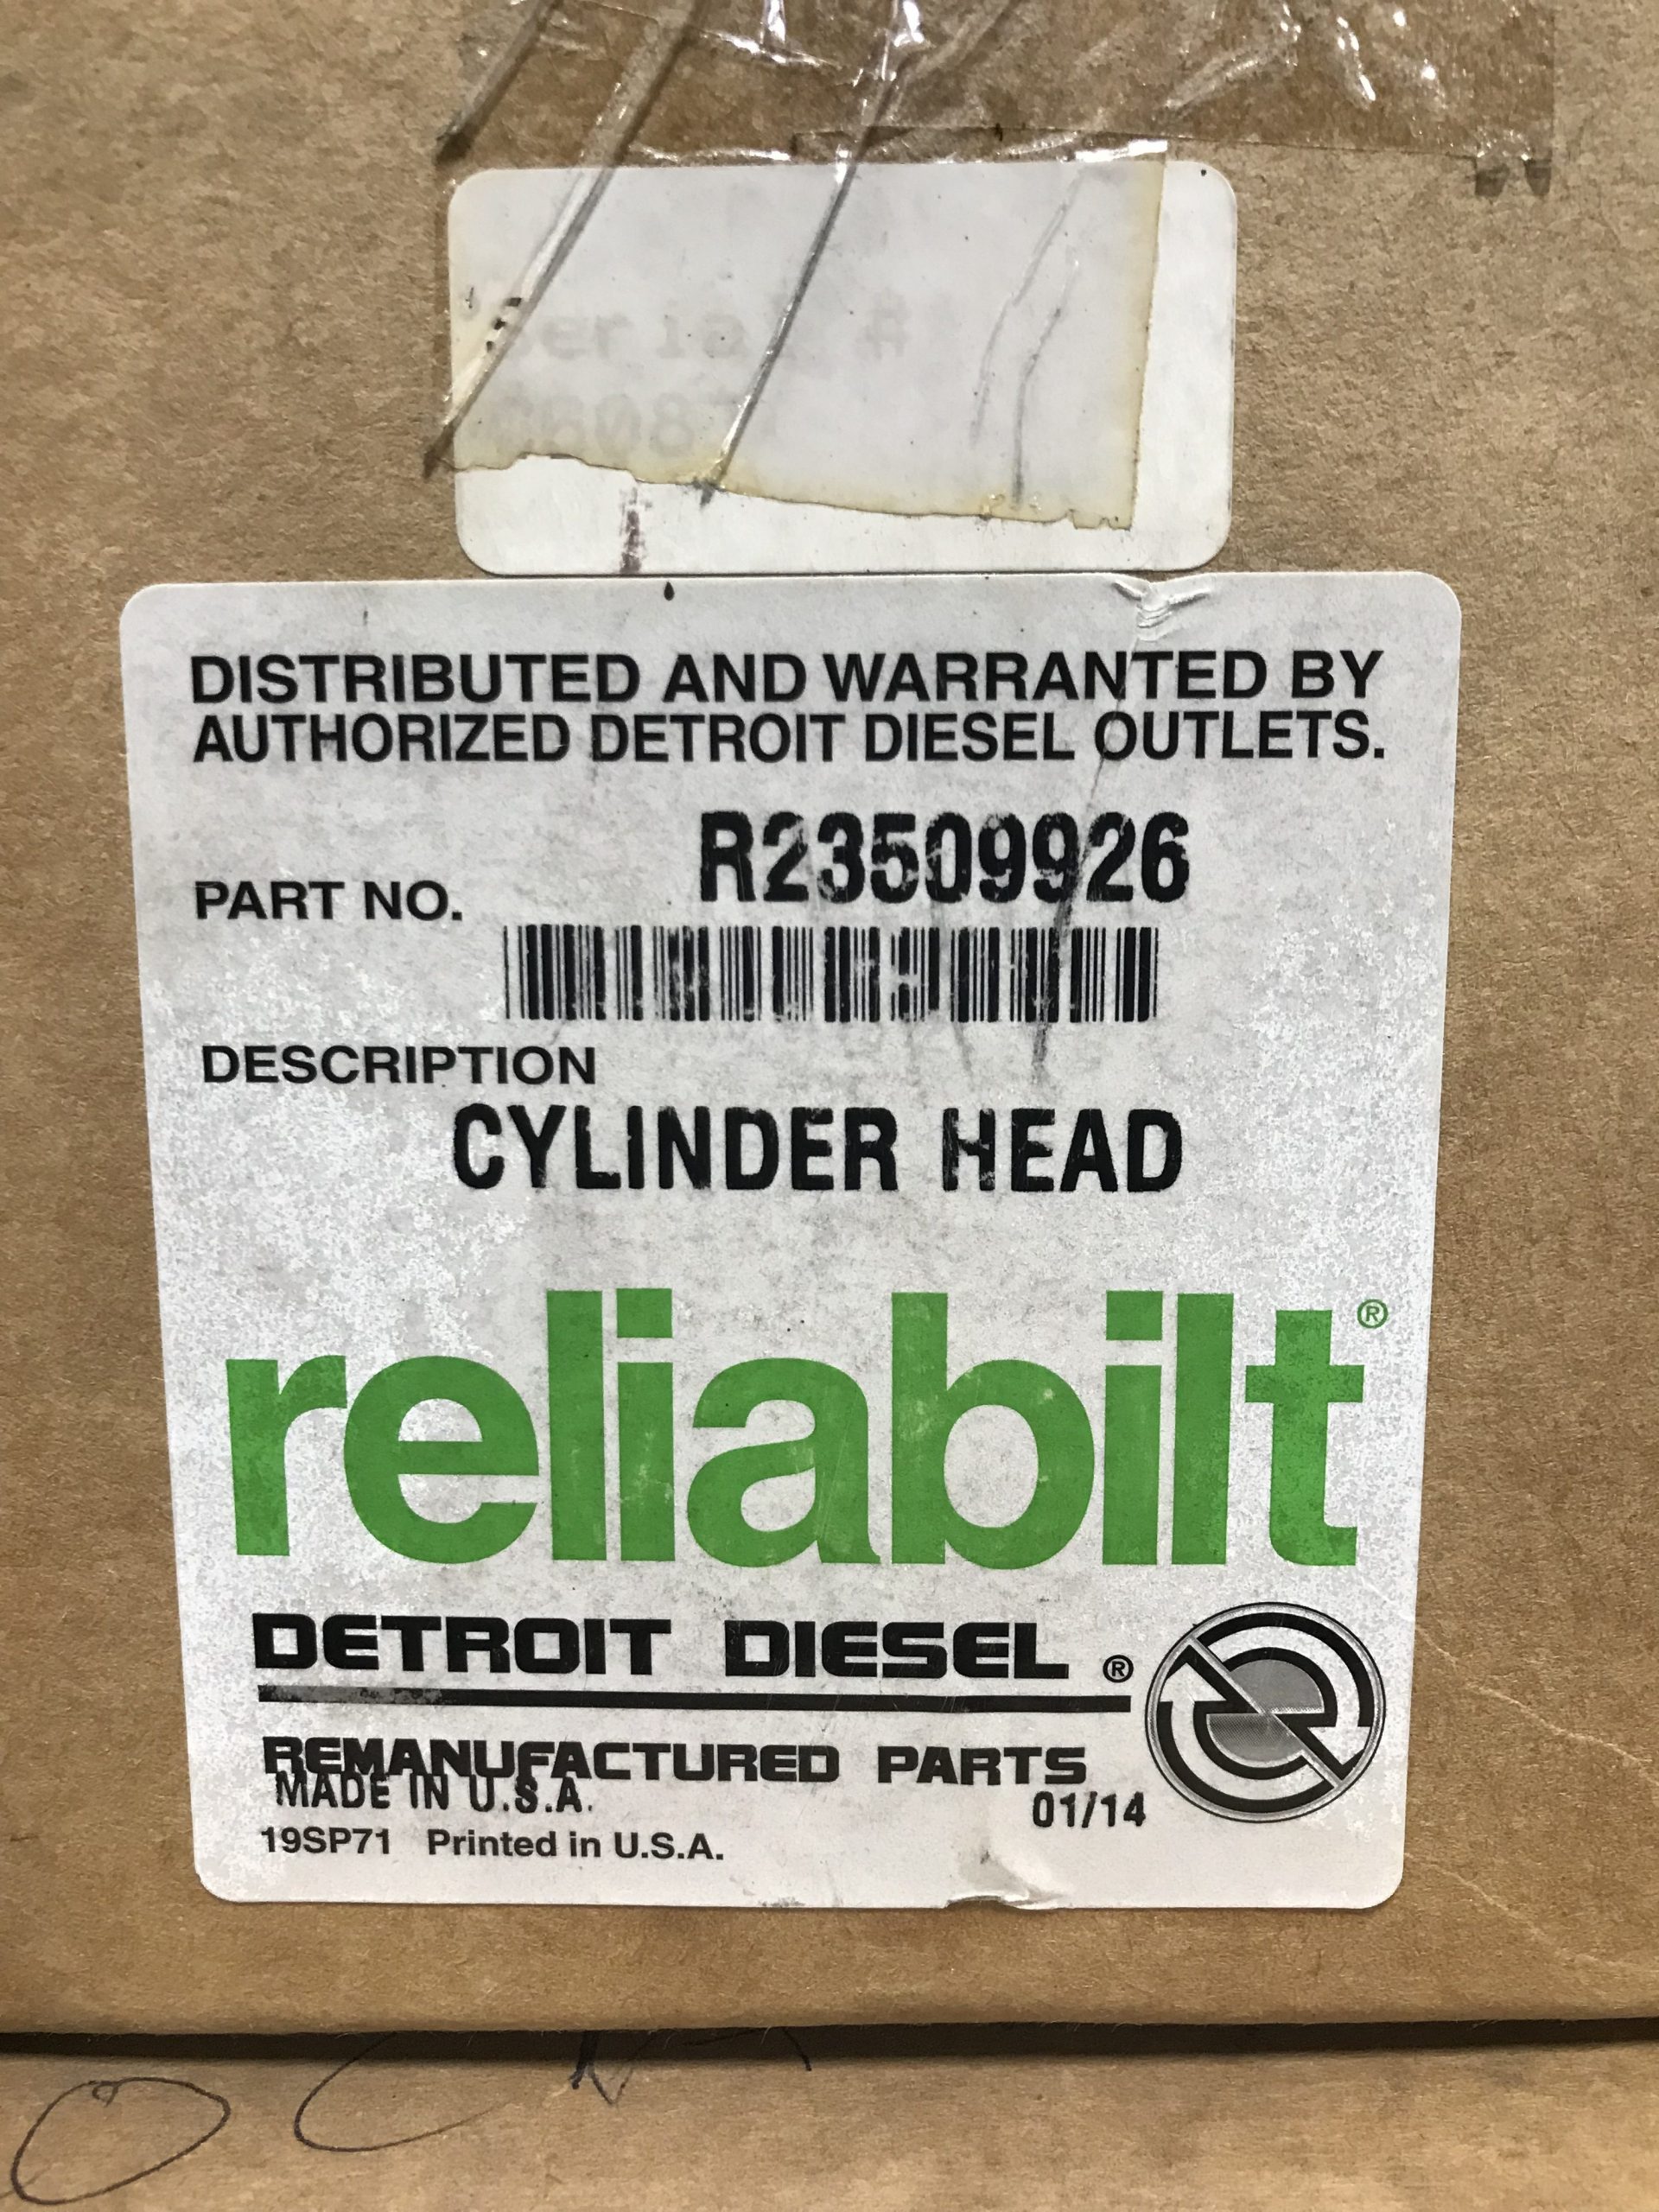 Serial #
DISTRIBUTED AND WARRANTED BY
AUTHORIZED DETROIT DIESEL OUTLETS.
R23509926
PART NO.
DESCRIPTION
CYLINDER HEAD
reliabilt®
DETROIT DIESEL ®
REMANUFACTURED PARTS
MADE IN U.S.A.
01/14
19SP71 Printed in U.S.A.